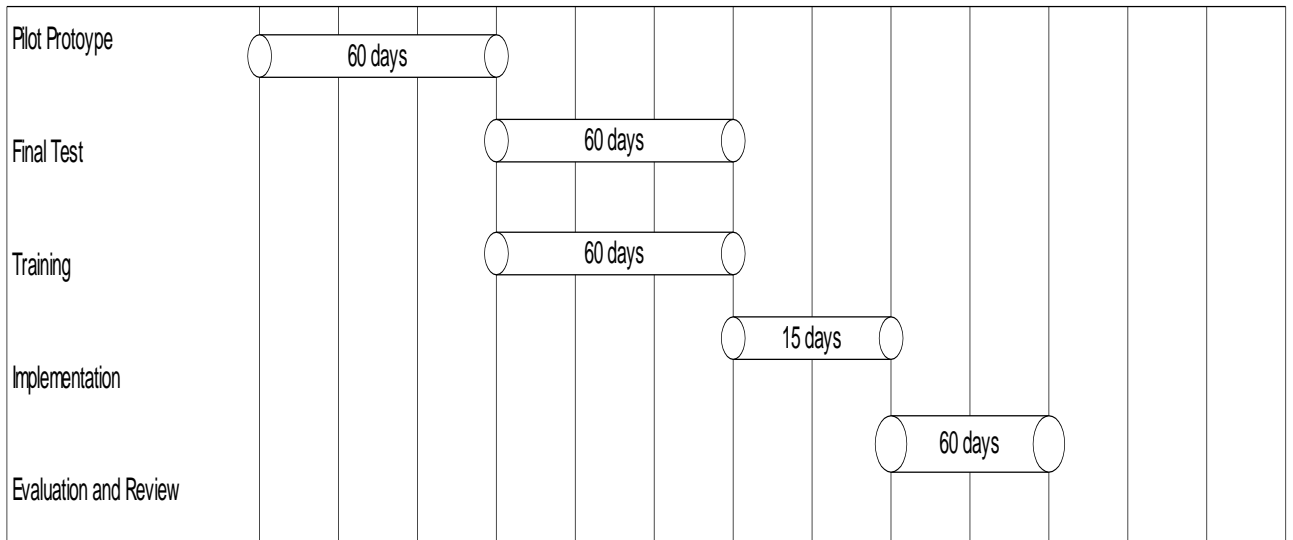 Pilot Protoype
60 days
Final Test
60 days
Training
60 days
Implementation
15 days
Evaluation and Review
60 days